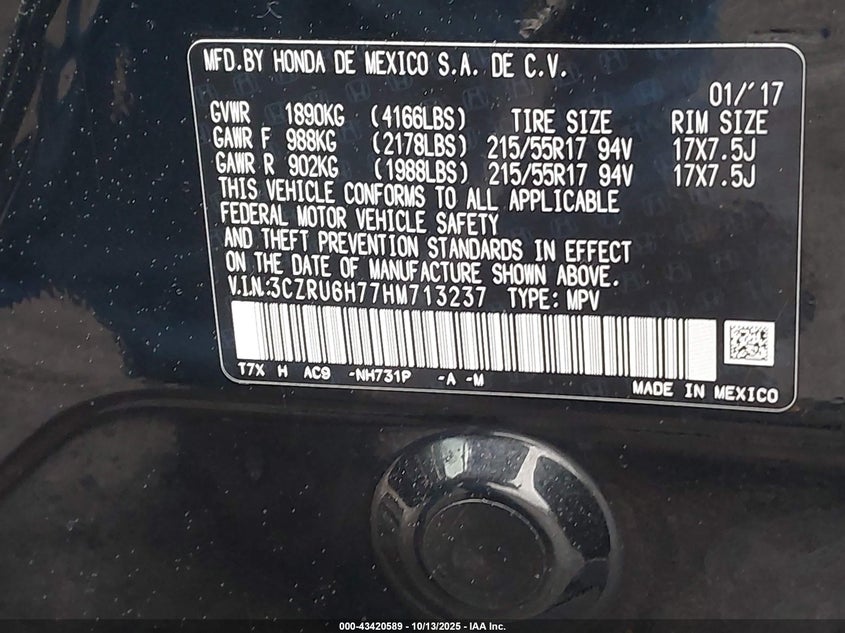 MFD.BY HONDA DE MEXICO S.A. DE C.V.
01/'17
GVWR 1890KG (4166LBS) TIRE SIZE RIM SIZE
GAWR F 988KG (2178LBS) 215/55R17 94V 17X7.5J
GAWR R 902KG (1988LBS) 215/55R17 94V 17X7.5J
THIS VEHICLE CONFORMS TO ALL APPLICABLE
FEDERAL MOTOR VEHICLE SAFETY
AND THEFT PREVENTION STANDARDS IN EFFECT
ON THE DATE OF MANUFACTURE SHOWN ABOVE.
V.I.N.:3CZRU6H77HM713237 TYPE: MPV
T7X H AC9 -NH731P -A -M
MADE IN MEXICO
000-43420589 - 10/13/2025 - IAA Inc.